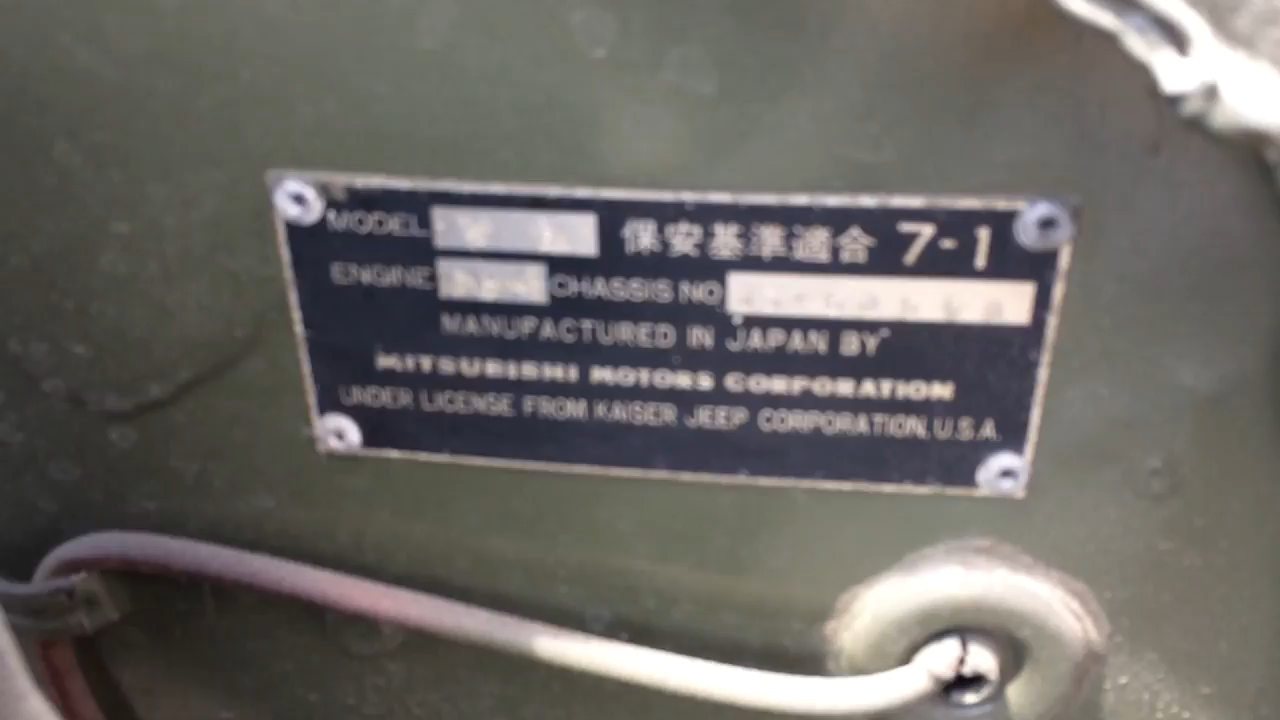 MODEL 保安基準適合 7-1
ENGINE CHASSIS NO
MANUFACTURED IN JAPAN BY
MITSUBISHI MOTORS CORPORATION
UNDER LICENSE FROM KAISER JEEP CORPORATION, U.S.A.